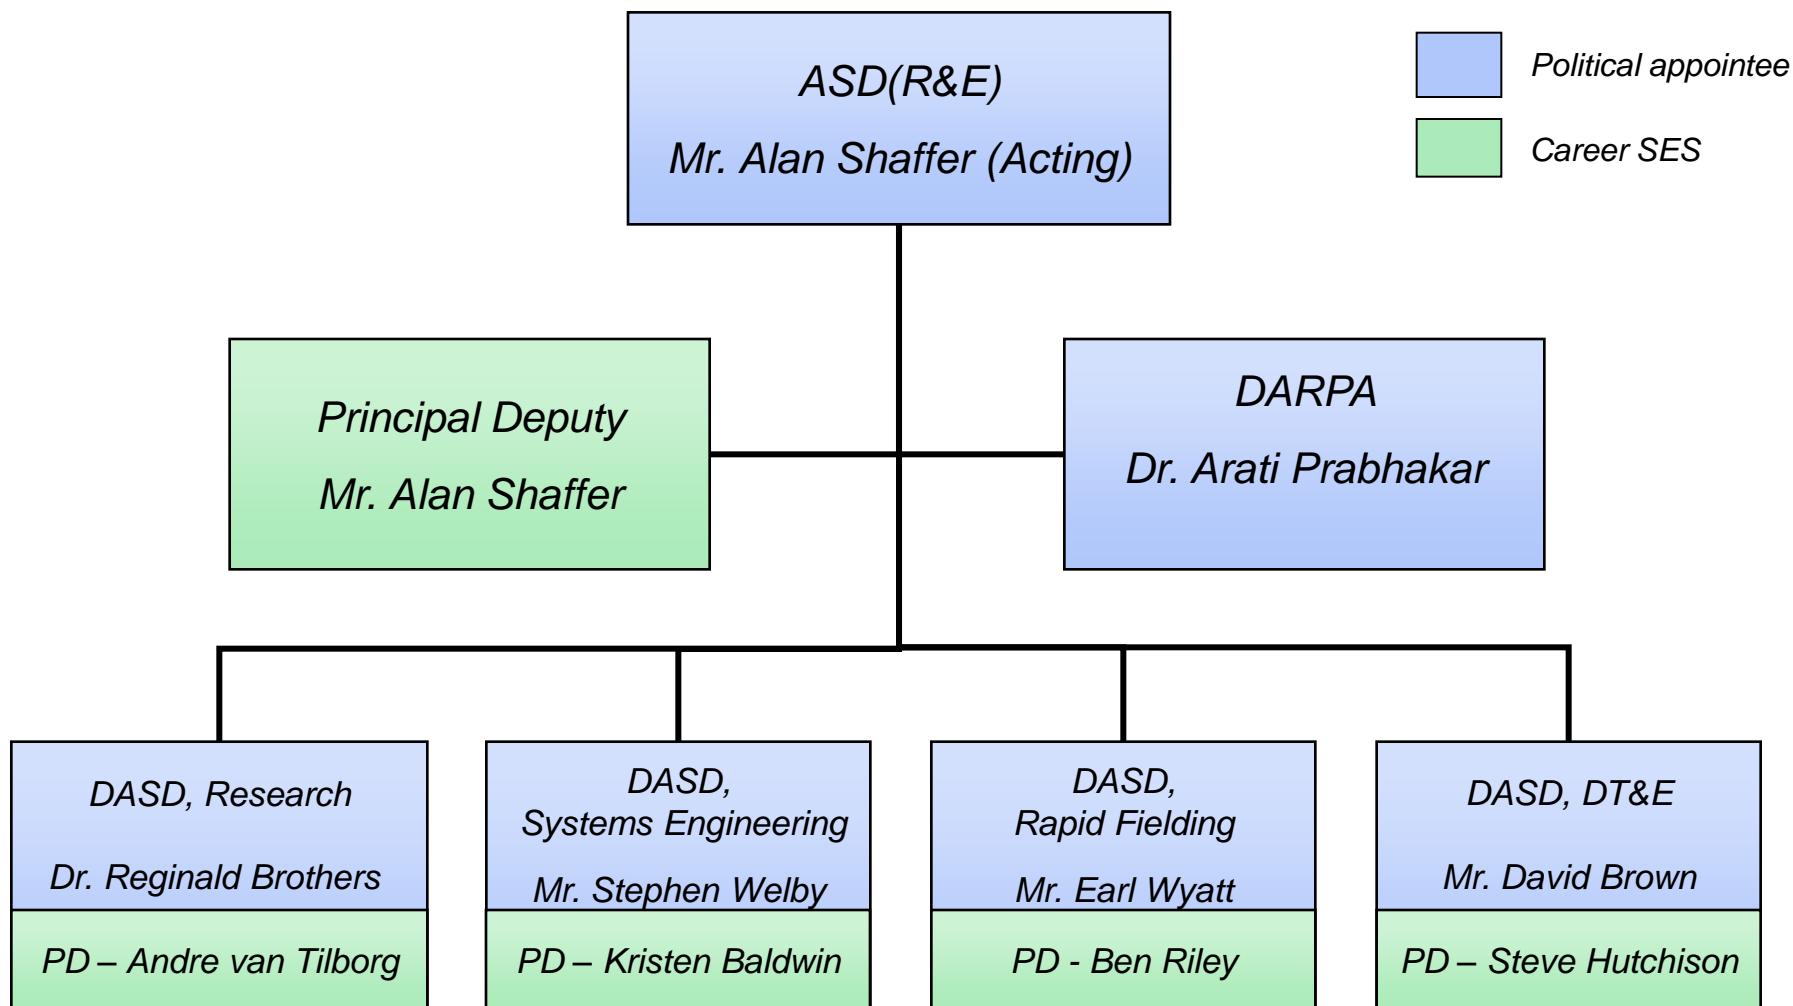 ASD(R&E)
Mr. Alan Shaffer (Acting)
Political appointee
Career SES
Principal Deputy
Mr. Alan Shaffer
DARPA
Dr. Arati Prabhakar
DASD, Research
Dr. Reginald Brothers
PD – Andre van Tilborg
DASD,
Systems Engineering
Mr. Stephen Welby
PD – Kristen Baldwin
DASD,
Rapid Fielding
Mr. Earl Wyatt
PD - Ben Riley
DASD, DT&E
Mr. David Brown
PD – Steve Hutchison